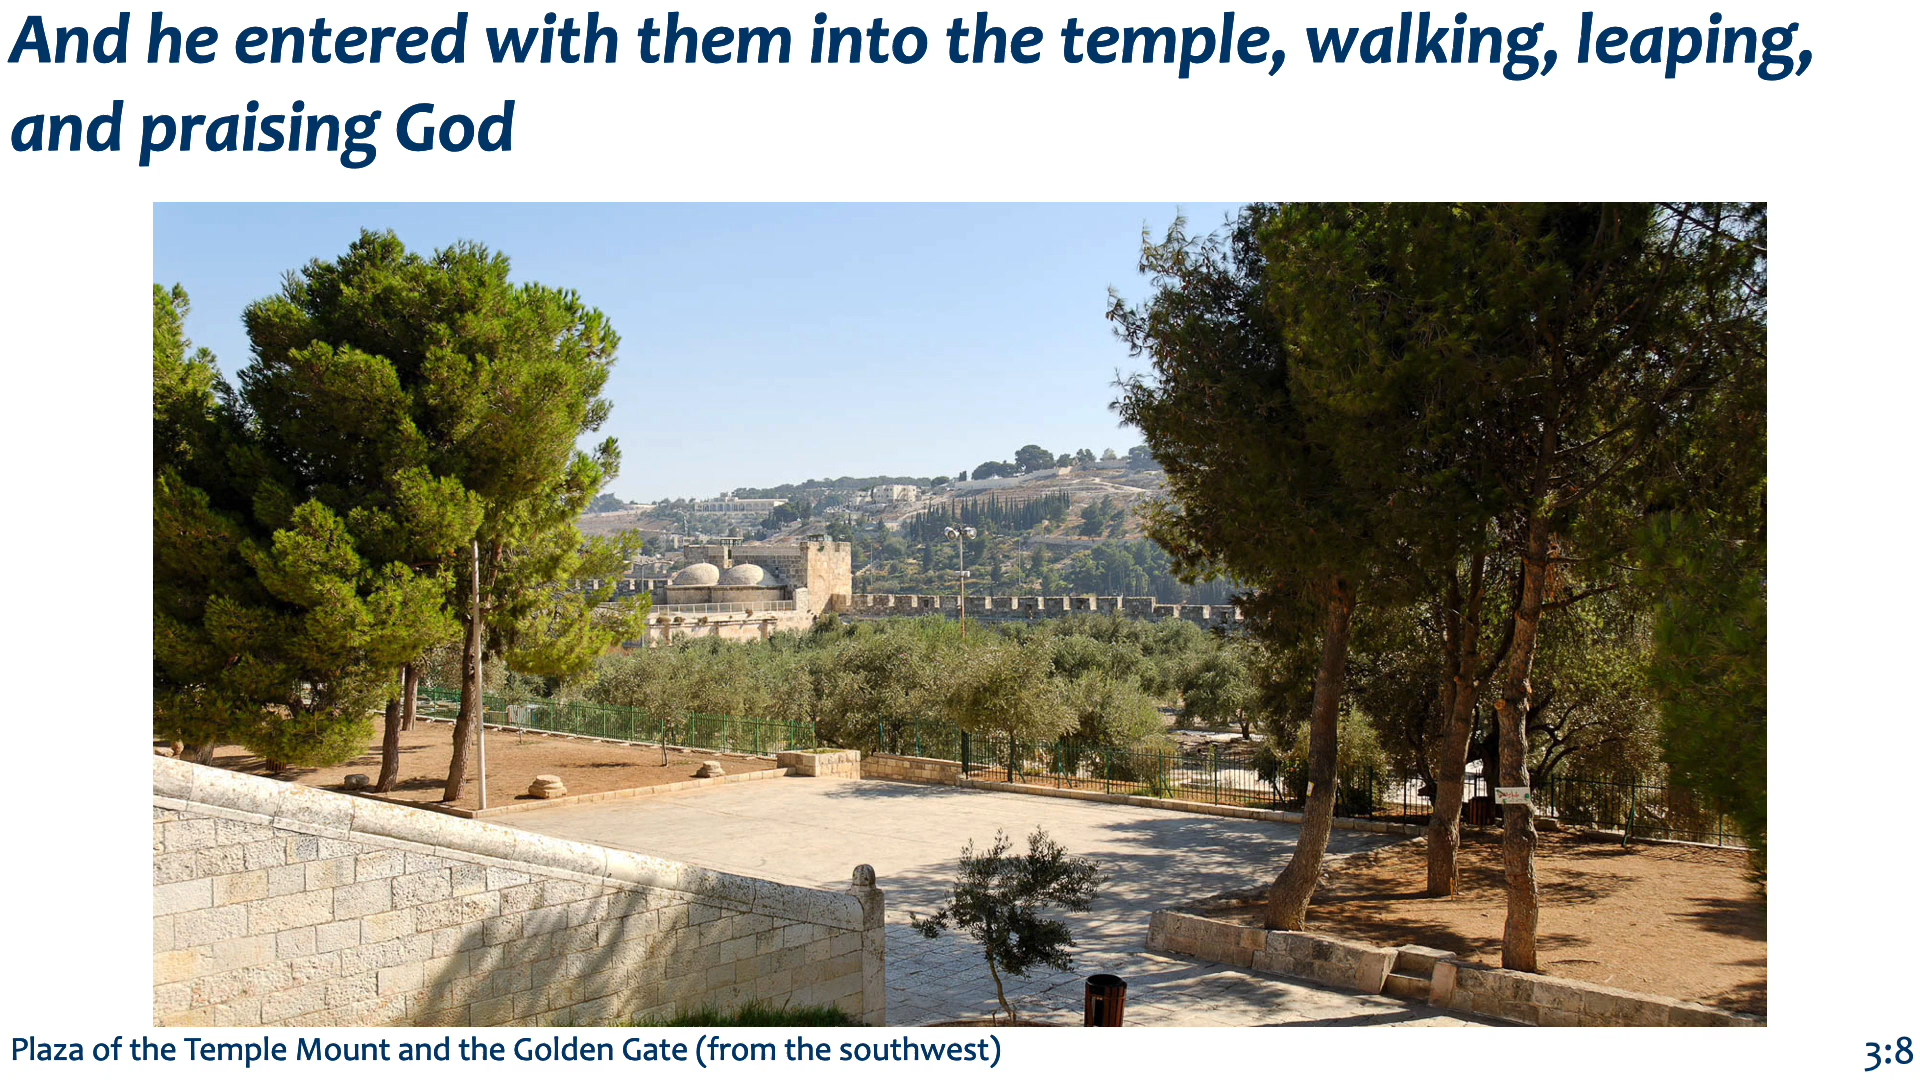 And he entered with them into the temple, walking, leaping,
and praising God
Plaza of the Temple Mount and the Golden Gate (from the southwest)
3:8